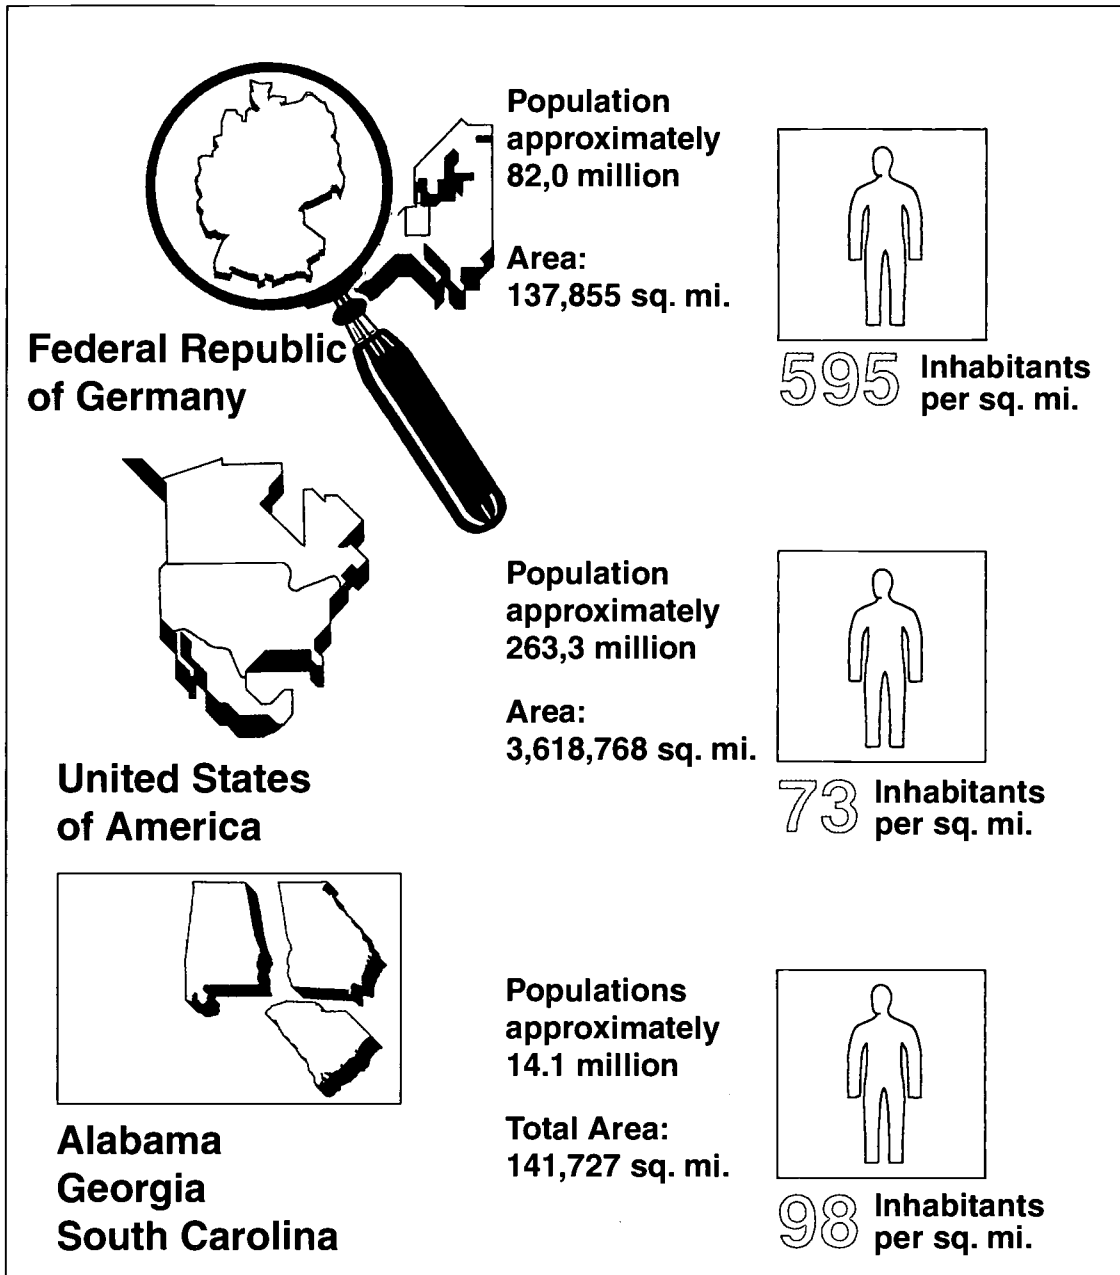 Population
approximately
82,0 million
Area:
137,855 sq. mi.
Federal Republic
of Germany
595 Inhabitants
per sq. mi.
Population
approximately
263,3 million
Area:
3,618,768 sq. mi.
United States
of America
73 Inhabitants
per sq. mi.
Populations
approximately
14.1 million
Total Area:
141,727 sq. mi.
Alabama
Georgia
South Carolina
98 Inhabitants
per sq. mi.